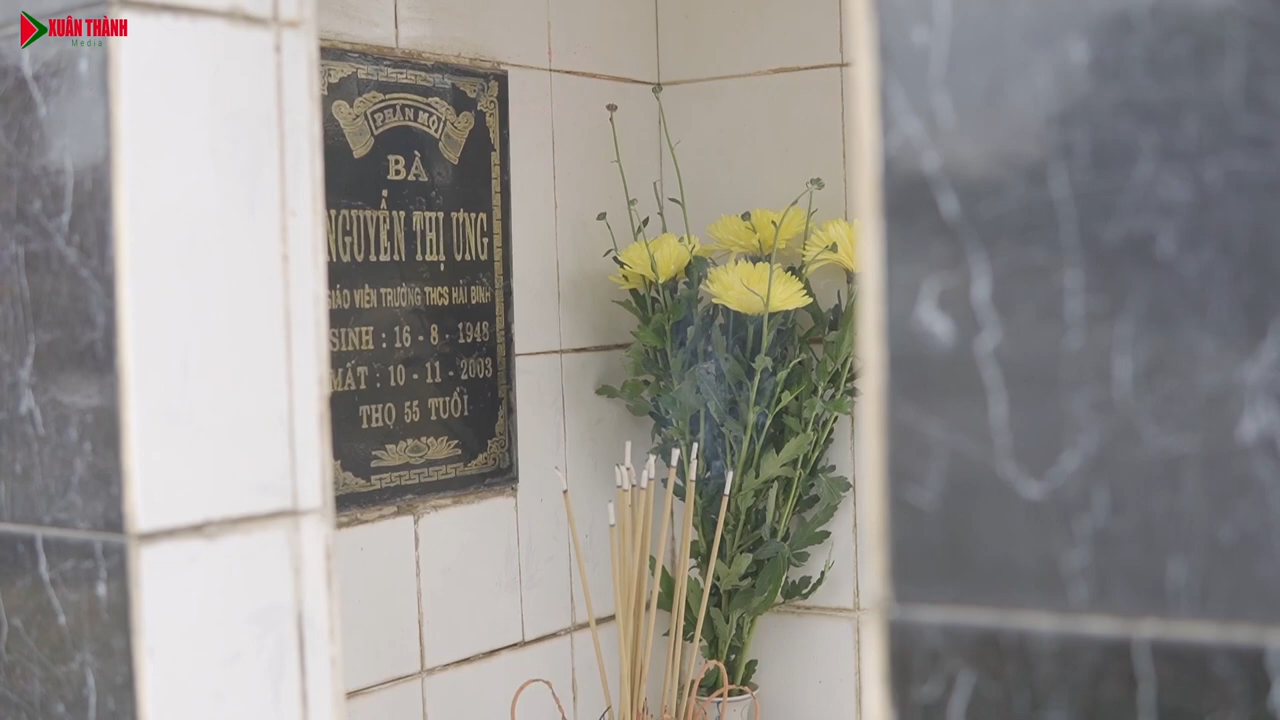 XUÂN THÀNH
Media
PHẦN MỘ
BÀ
NGUYỄN THỊ ƯNG
GIÁO VIÊN TRƯỜNG THCS HẢI BÌNH
SINH : 16 - 8 - 1948
MẤT : 10 - 11 - 2003
THỌ 55 TUỔI